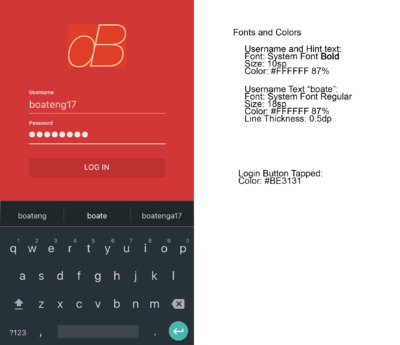 aB
Username
boateng17
Password
LOG IN
boateng boate boatenga17
1 2 3 4 5 6 7 8 9 0
q w e r t y u i o p
a s d f g h j k l
z x c v b n m
?123 , .
Fonts and Colors
Username and Hint text:
Font: System Font Bold
Size: 10sp
Color: #FFFFFF 87%
Username Text “boate”:
Font: System Font Regular
Size: 18sp
Color: #FFFFFF 87%
Line Thickness: 0.5dp
Login Button Tapped:
Color: #BE3131